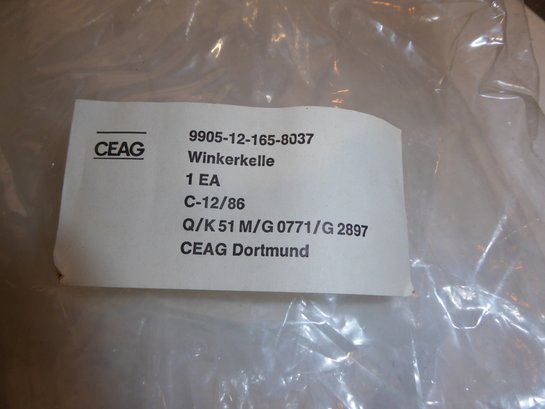 CEAG
9905-12-165-8037
Winkerkelle
1 EA
C-12/86
Q/K 51 M/G 0771/G 2897
CEAG Dortmund